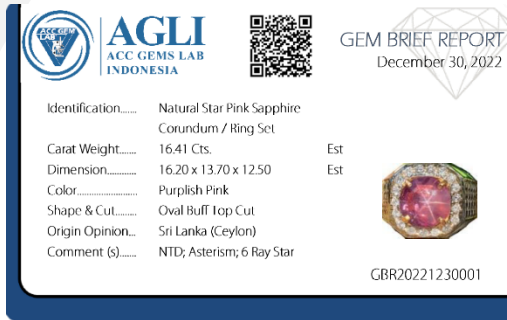 ACC GEM
LAB
AGLI
ACC GEMS LAB
INDONESIA
GEM BRIEF REPORT
December 30, 2022
Identification....... Natural Star Pink Sapphire
Corundum / Ring Set
Carat Weight....... 16.41 Cts. Est
Dimension........... 16.20 x 13.70 x 12.50 Est
Color....................... Purplish Pink
Shape & Cut......... Oval Buff Top Cut
Origin Opinion... Sri Lanka (Ceylon)
Comment (s)....... NTD; Asterism; 6 Ray Star
GBR20221230001